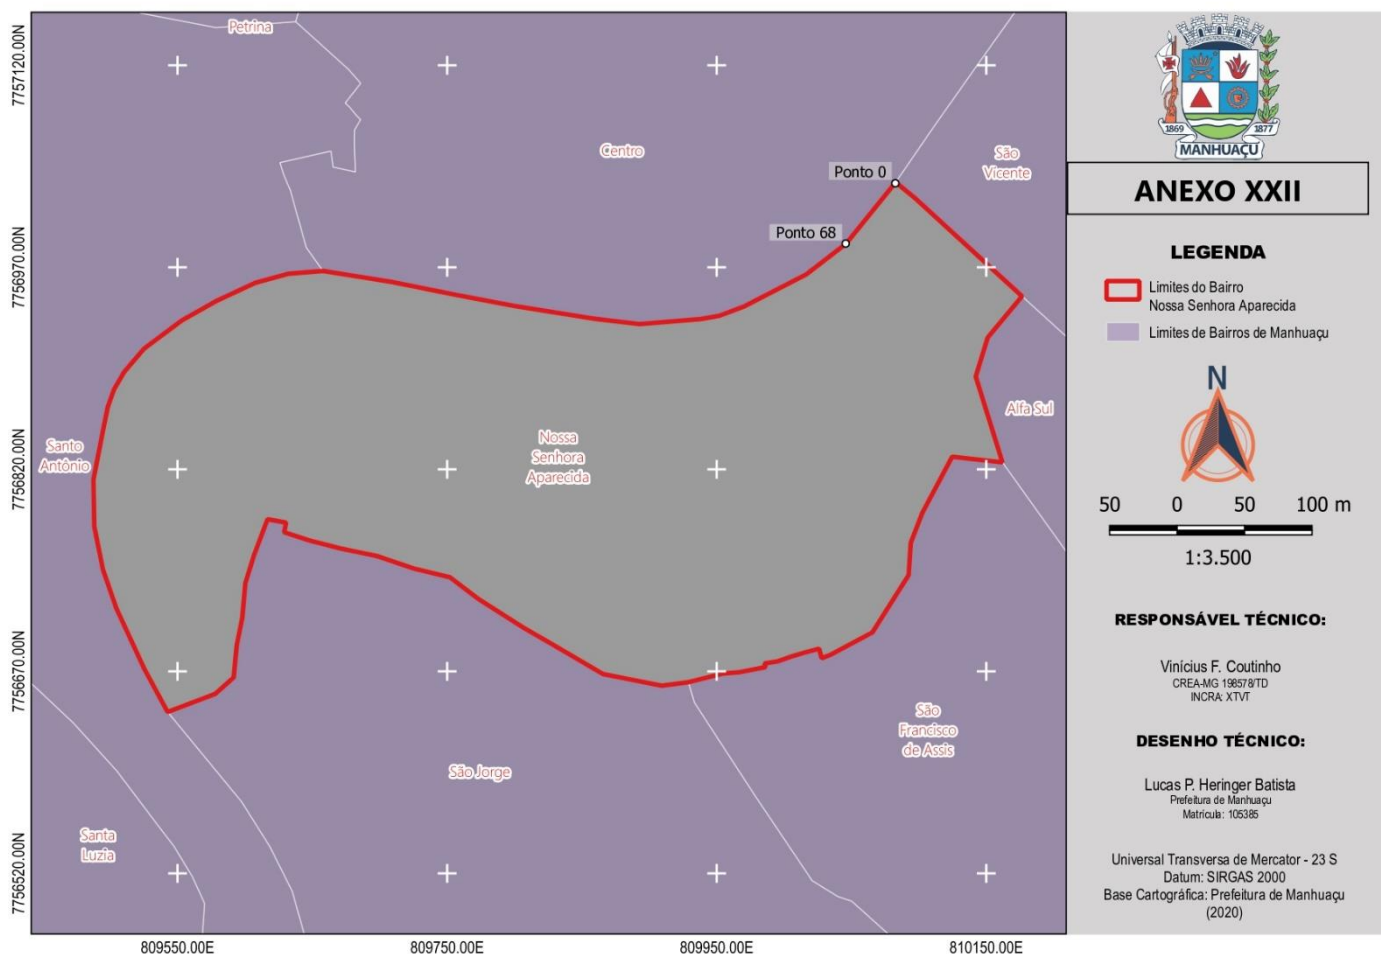 7757120.00N
7756970.00N
7756820.00N
7756670.00N
7756520.00N
Petrina
Centro
São
Vicente
Ponto 0
Ponto 68
Alfa Sul
Santo
Antônio
Nossa
Senhora
Aparecida
São
Francisco
de Assis
São Jorge
Santa
Luzia
809550.00E
809750.00E
809950.00E
810150.00E
1869
1877
MANHUAÇU
ANEXO XXII
LEGENDA
Limites do Bairro
Nossa Senhora Aparecida
Limites de Bairros de Manhuaçu
N
50 0 50 100 m
1:3.500
RESPONSÁVEL TÉCNICO:
Vinícius F. Coutinho
CREA-MG 198578/TD
INCRA: XTVT
DESENHO TÉCNICO:
Lucas P. Heringer Batista
Prefeitura de Manhuaçu
Matrícula: 105385
Universal Transversa de Mercator - 23 S
Datum: SIRGAS 2000
Base Cartográfica: Prefeitura de Manhuaçu
(2020)